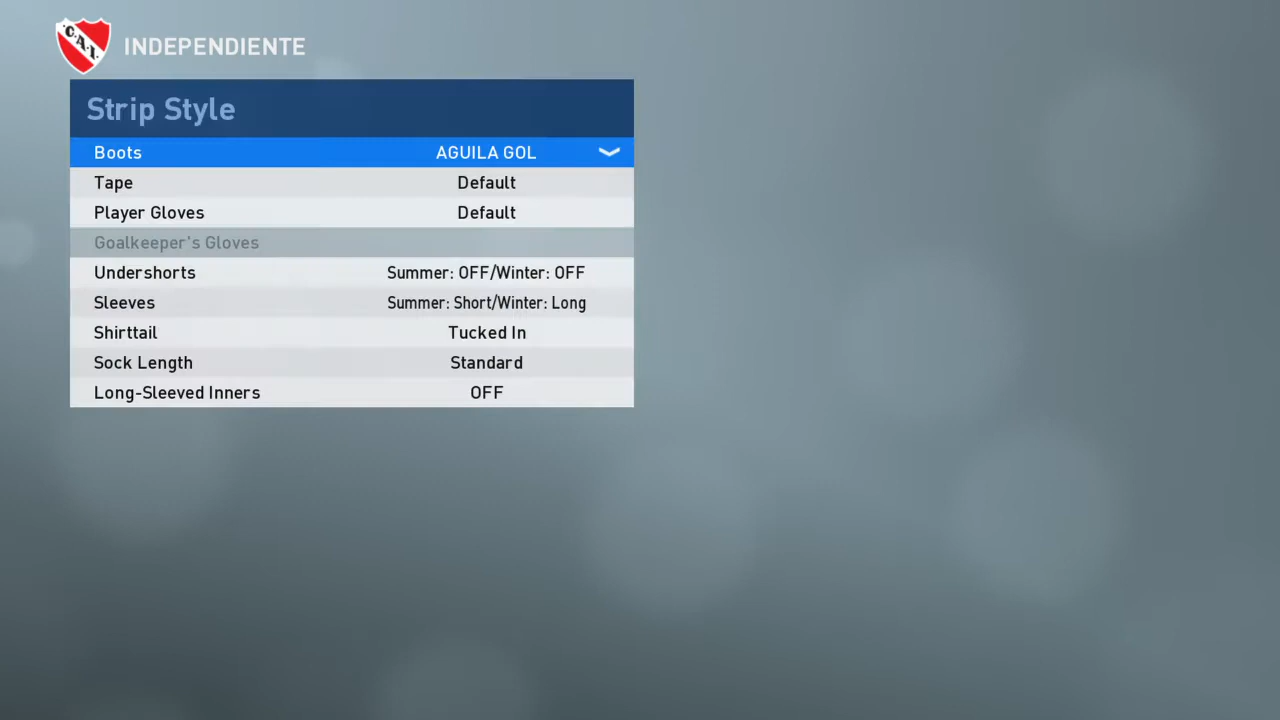 C.A.I.
INDEPENDIENTE
Strip Style
Boots AGUILA GOL
Tape Default
Player Gloves Default
Goalkeeper's Gloves
Undershorts Summer: OFF/Winter: OFF
Sleeves Summer: Short/Winter: Long
Shirttail Tucked In
Sock Length Standard
Long-Sleeved Inners OFF